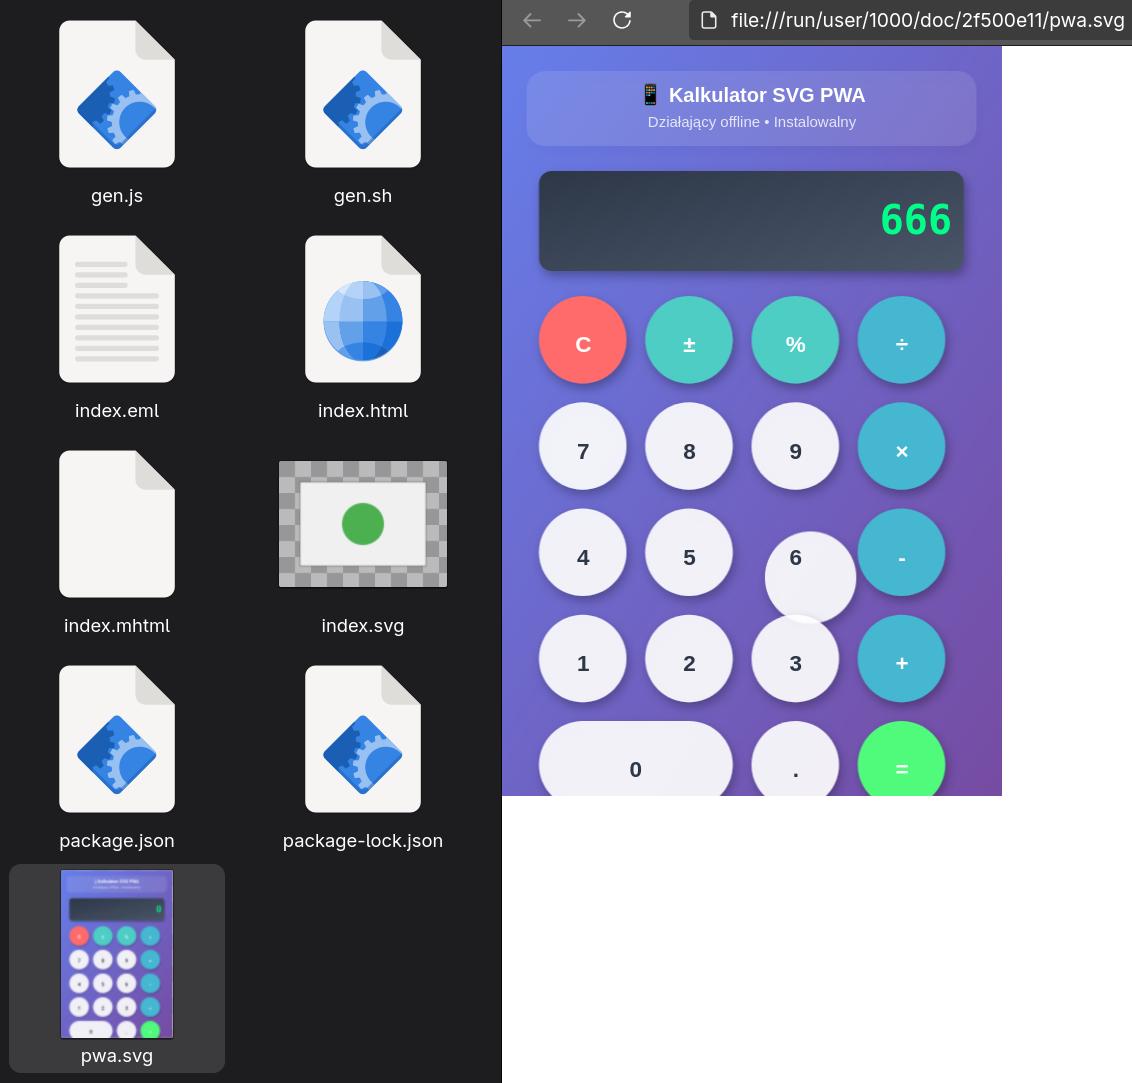 gen.js
gen.sh
index.eml
index.html
index.mhtml
index.svg
package.json
package-lock.json
pwa.svg
file:///run/user/1000/doc/2f500e11/pwa.svg
📱 Kalkulator SVG PWA
Działający offline • Instalowalny
666
C ± % ÷
7 8 9 ×
4 5 6 -
1 2 3 +
0 . =